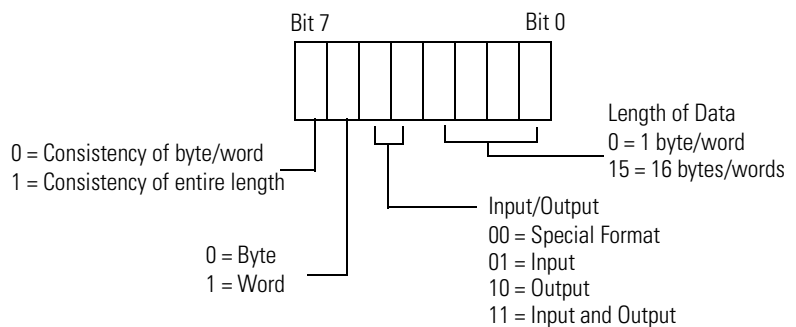 Bit 7
Bit 0
Length of Data
0 = 1 byte/word
15 = 16 bytes/words
0 = Consistency of byte/word
1 = Consistency of entire length
Input/Output
00 = Special Format
01 = Input
10 = Output
11 = Input and Output
0 = Byte
1 = Word